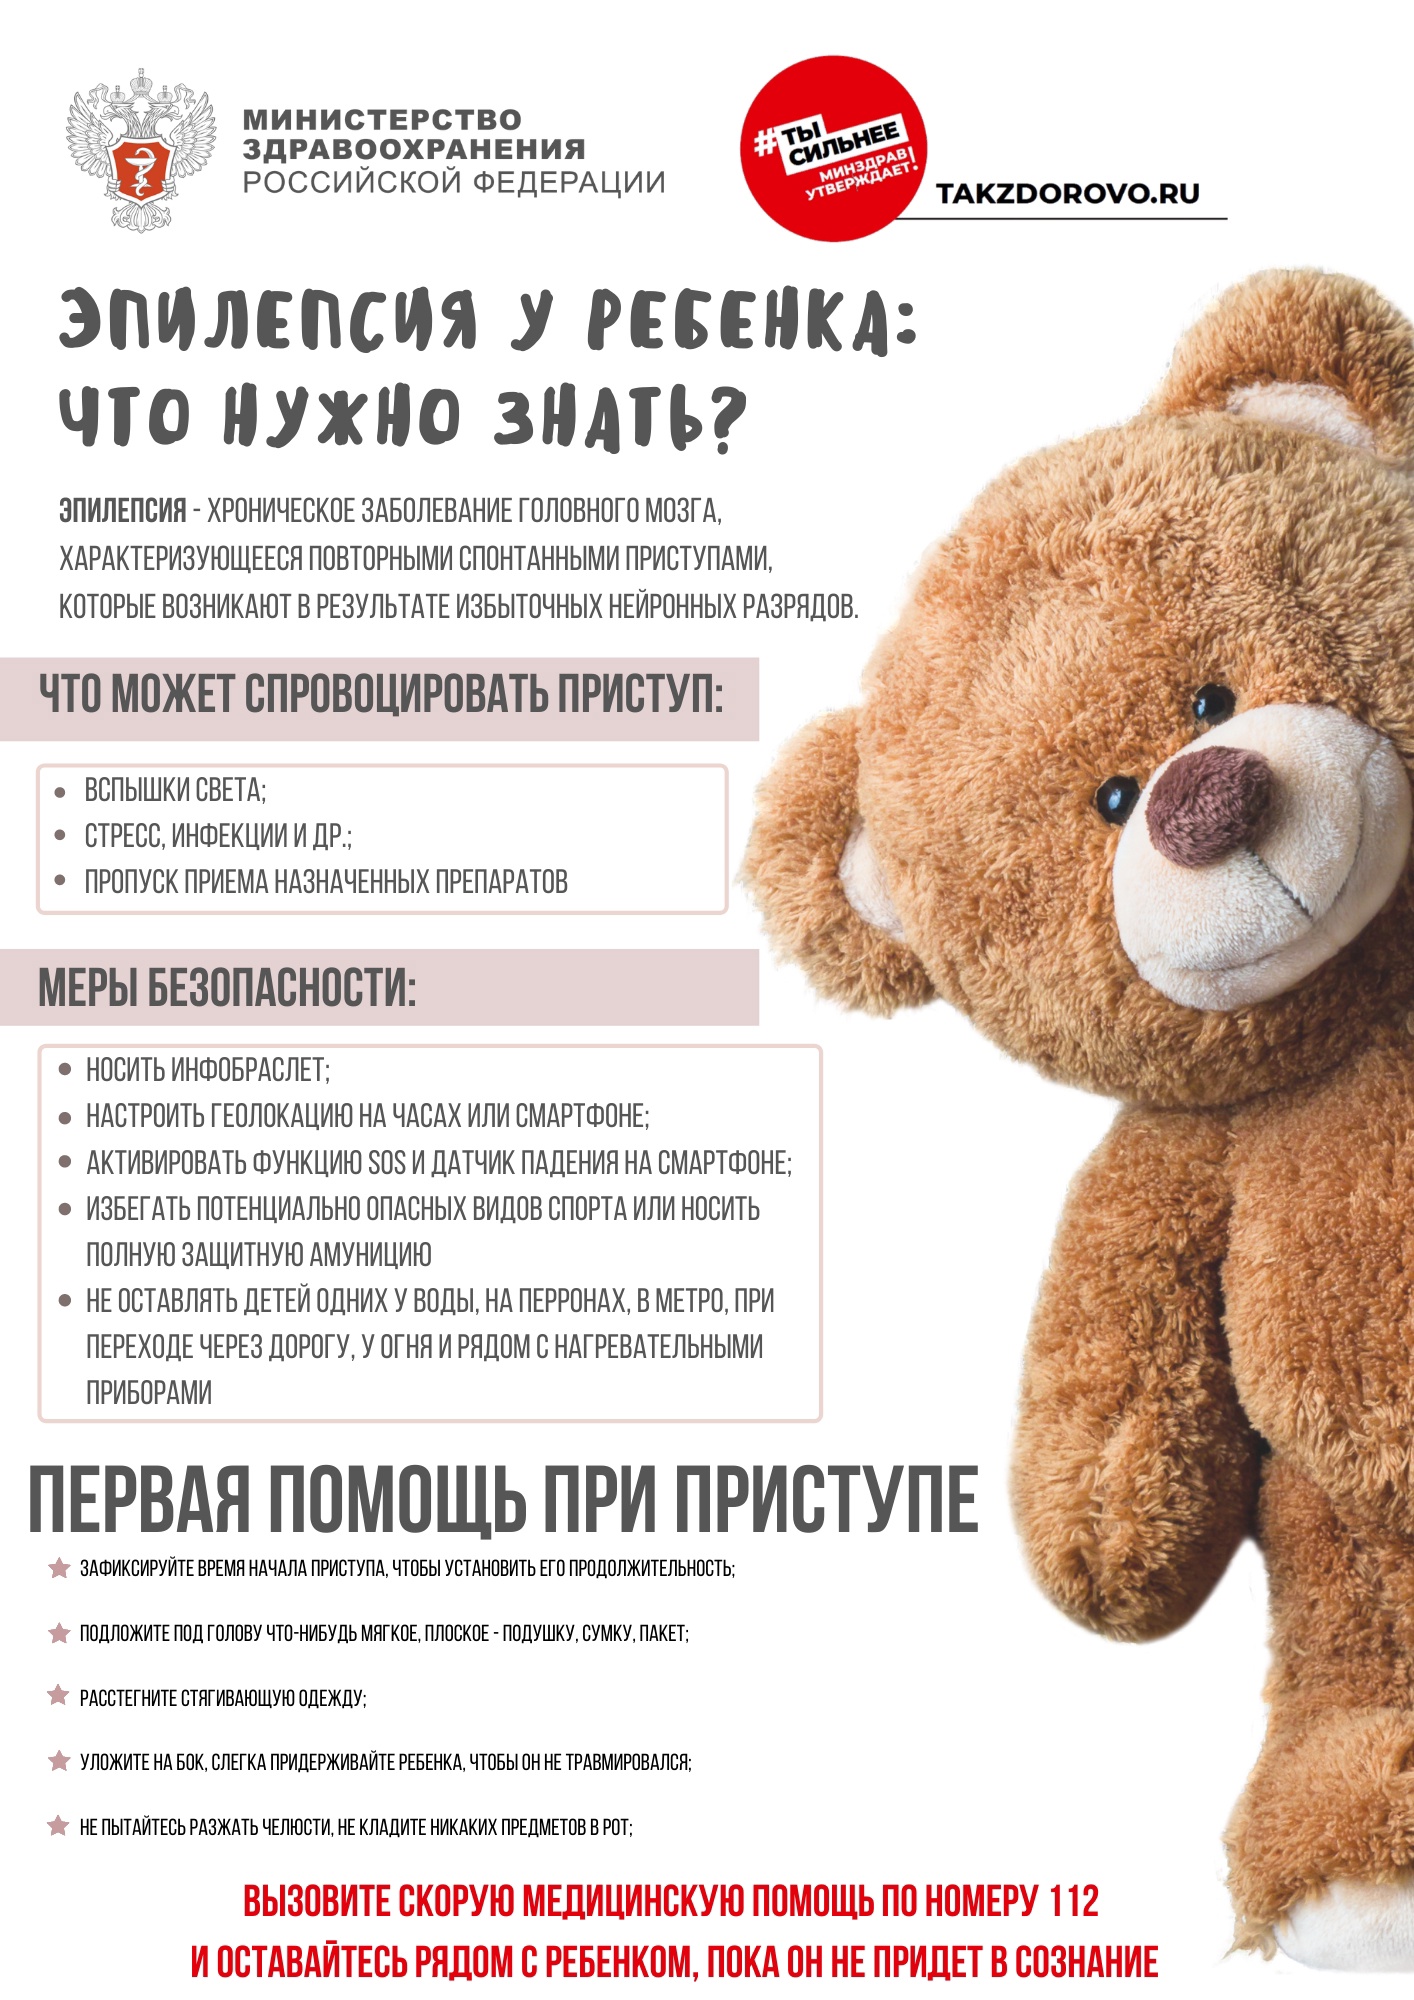 МИНИСТЕРСТВО
ЗДРАВООХРАНЕНИЯ
РОССИЙСКОЙ ФЕДЕРАЦИИ
#ТЫ
СИЛЬНЕЕ
МИНЗДРАВ
УТВЕРЖДАЕТ!
TAKZDOROVO.RU
ЭПИЛЕПСИЯ У РЕБЕНКА:
ЧТО НУЖНО ЗНАТЬ?
ЭПИЛЕПСИЯ - ХРОНИЧЕСКОЕ ЗАБОЛЕВАНИЕ ГОЛОВНОГО МОЗГА,
ХАРАКТЕРИЗУЮЩЕЕСЯ ПОВТОРНЫМИ СПОНТАННЫМИ ПРИСТУПАМИ,
КОТОРЫЕ ВОЗНИКАЮТ В РЕЗУЛЬТАТЕ ИЗБЫТОЧНЫХ НЕЙРОННЫХ РАЗРЯДОВ.
ЧТО МОЖЕТ СПРОВОЦИРОВАТЬ ПРИСТУП:
• ВСПЫШКИ СВЕТА;
• СТРЕСС, ИНФЕКЦИИ И ДР.;
• ПРОПУСК ПРИЕМА НАЗНАЧЕННЫХ ПРЕПАРАТОВ
МЕРЫ БЕЗОПАСНОСТИ:
• НОСИТЬ ИНФОБРАСЛЕТ;
• НАСТРОИТЬ ГЕОЛОКАЦИЮ НА ЧАСАХ ИЛИ СМАРТФОНЕ;
• АКТИВИРОВАТЬ ФУНКЦИЮ SOS И ДАТЧИК ПАДЕНИЯ НА СМАРТФОНЕ;
• ИЗБЕГАТЬ ПОТЕНЦИАЛЬНО ОПАСНЫХ ВИДОВ СПОРТА ИЛИ НОСИТЬ
ПОЛНУЮ ЗАЩИТНУЮ АМУНИЦИЮ
• НЕ ОСТАВЛЯТЬ ДЕТЕЙ ОДНИХ У ВОДЫ, НА ПЕРРОНАХ, В МЕТРО, ПРИ
ПЕРЕХОДЕ ЧЕРЕЗ ДОРОГУ, У ОГНЯ И РЯДОМ С НАГРЕВАТЕЛЬНЫМИ
ПРИБОРАМИ
ПЕРВАЯ ПОМОЩЬ ПРИ ПРИСТУПЕ
ЗАФИКСИРУЙТЕ ВРЕМЯ НАЧАЛА ПРИСТУПА, ЧТОБЫ УСТАНОВИТЬ ЕГО ПРОДОЛЖИТЕЛЬНОСТЬ;
ПОДЛОЖИТЕ ПОД ГОЛОВУ ЧТО-НИБУДЬ МЯГКОЕ, ПЛОСКОЕ - ПОДУШКУ, СУМКУ, ПАКЕТ;
РАССТЕГНИТЕ СТЯГИВАЮЩУЮ ОДЕЖДУ;
УЛОЖИТЕ НА БОК, СЛЕГКА ПРИДЕРЖИВАЙТЕ РЕБЕНКА, ЧТОБЫ ОН НЕ ТРАВМИРОВАЛСЯ;
НЕ ПЫТАЙТЕСЬ РАЗЖАТЬ ЧЕЛЮСТИ, НЕ КЛАДИТЕ НИКАКИХ ПРЕДМЕТОВ В РОТ;
ВЫЗОВИТЕ СКОРУЮ МЕДИЦИНСКУЮ ПОМОЩЬ ПО НОМЕРУ 112
И ОСТАВАЙТЕСЬ РЯДОМ С РЕБЕНКОМ, ПОКА ОН НЕ ПРИДЕТ В СОЗНАНИЕ